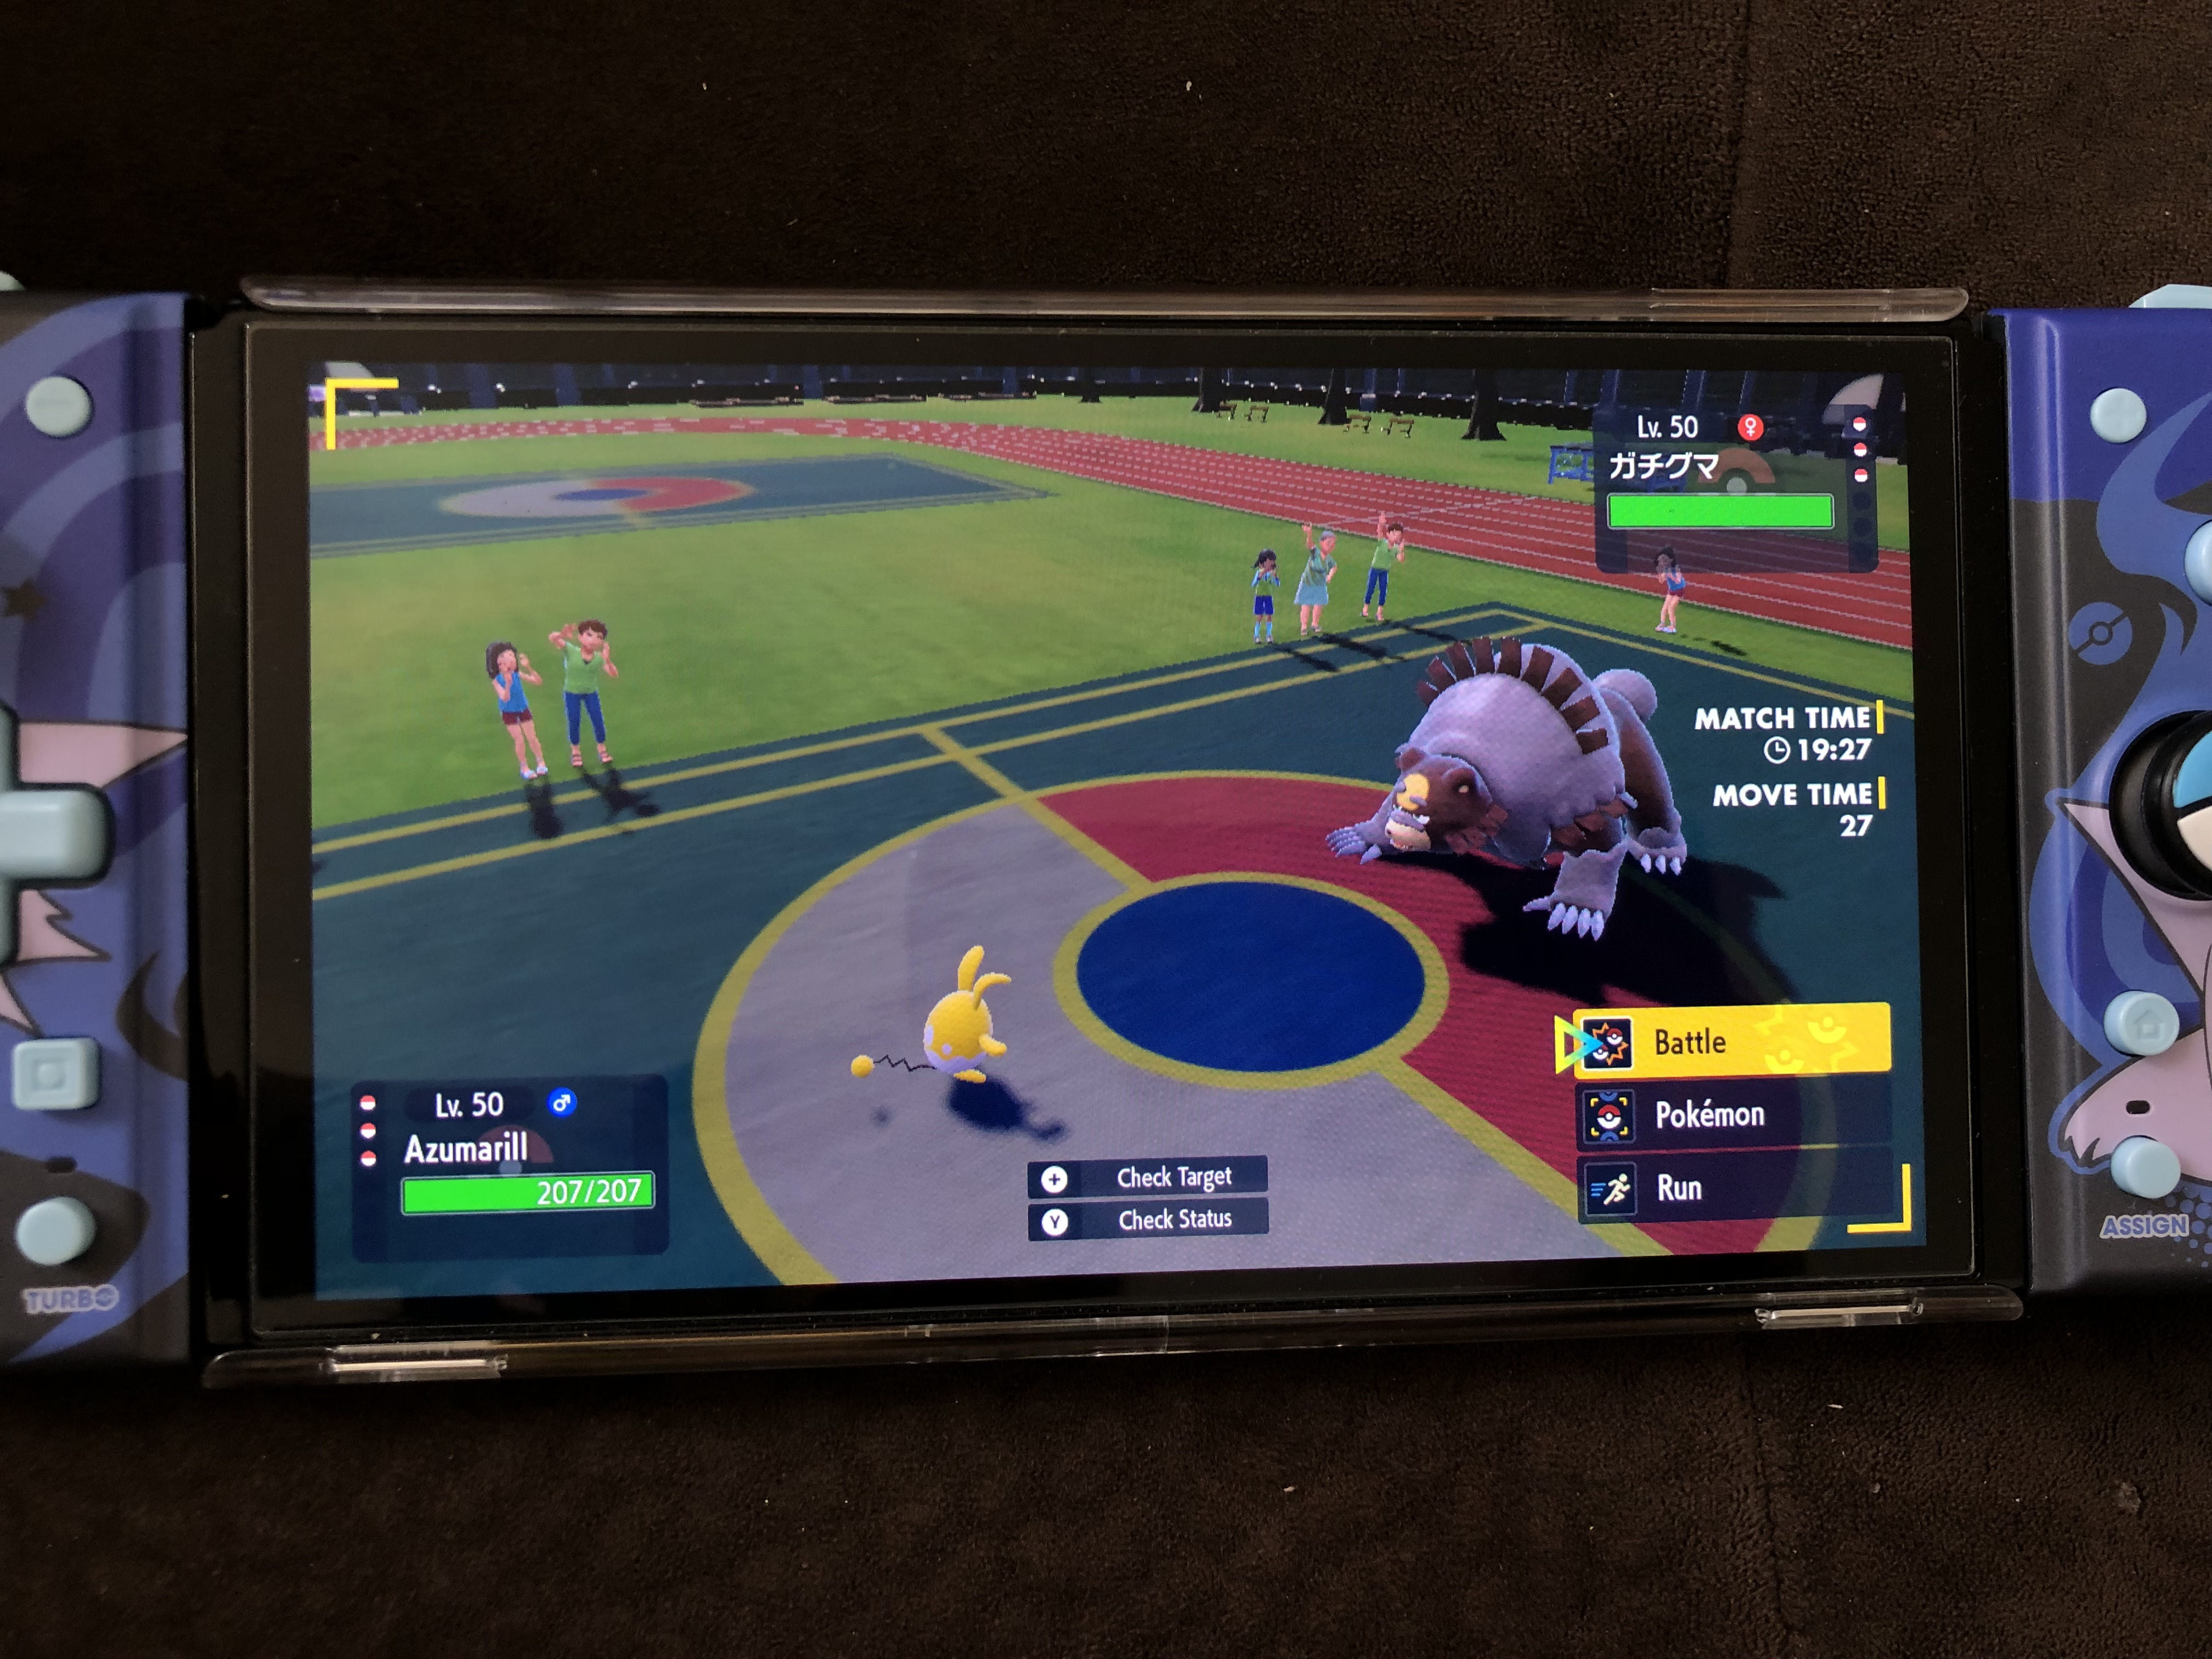 Lv. 50
ガチグマ
MATCH TIME
19:27
MOVE TIME
27
Battle
Pokémon
Run
Lv. 50
Azumarill
207/207
+ Check Target
Y Check Status
TURBO
ASSIGN